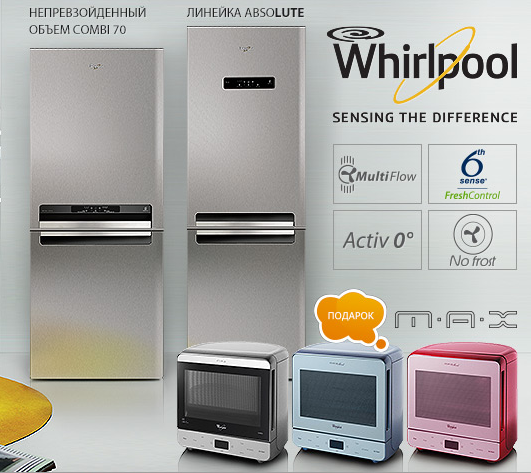 НЕПРЕВЗОЙДЕННЫЙ
ОБЪЕМ COMBI 70
ЛИНЕЙКА ABSOLUTE
Whirlpool
SENSING THE DIFFERENCE
MultiFlow
6th
sense
FreshControl
Activ 0°
No frost
ПОДАРОК
M·A·X